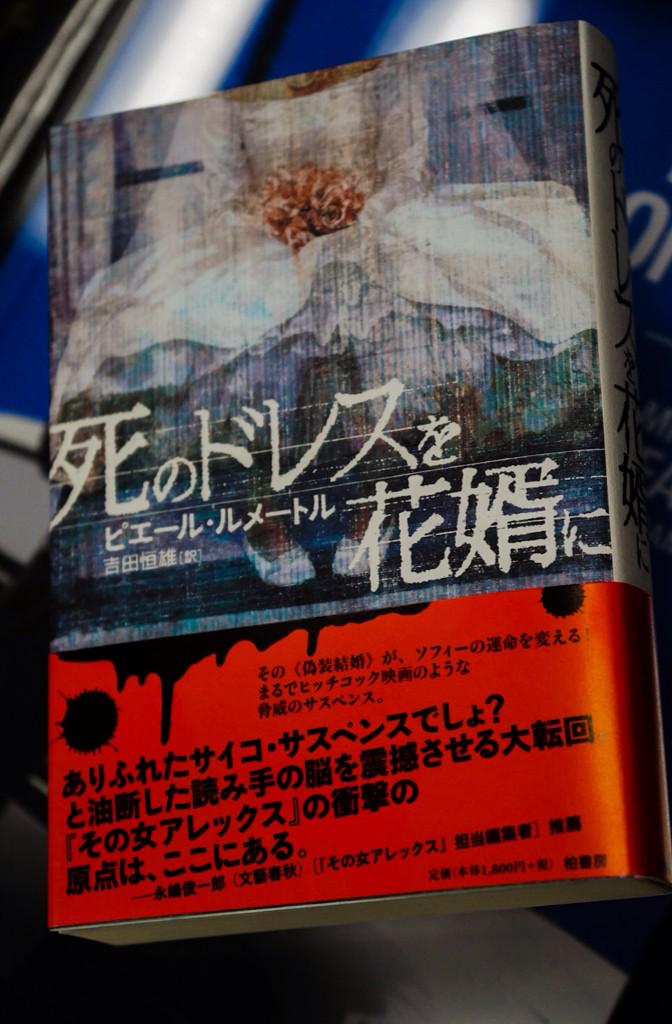 死のドレスを
花婿に
ピエール・ルメートル
吉田恒雄[訳]
その《偽装結婚》が、ソフィーの運命を変える!
まるでヒッチコック映画のような
脅威のサスペンス。
ありふれたサイコ・サスペンスでしょ?
と油断した読み手の脳を震撼させる大転回。
『その女アレックス』の衝撃の
原点は、ここにある。
──永嶋俊一郎(文藝春秋)[『その女アレックス』担当編集者]推薦
定価(本体1,800円+税) 柏書房
死のドレスを花婿に